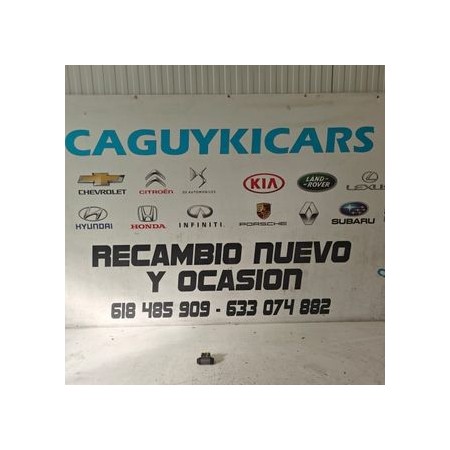 CAGUYKICARS
CHEVROLET CITROËN DS AUTOMOBILES KIA LAND ROVER LEXUS
HYUNDAI HONDA INFINITI PORSCHE RENAULT SUBARU
RECAMBIO NUEVO
Y OCASION
618 485 909 - 633 074 882